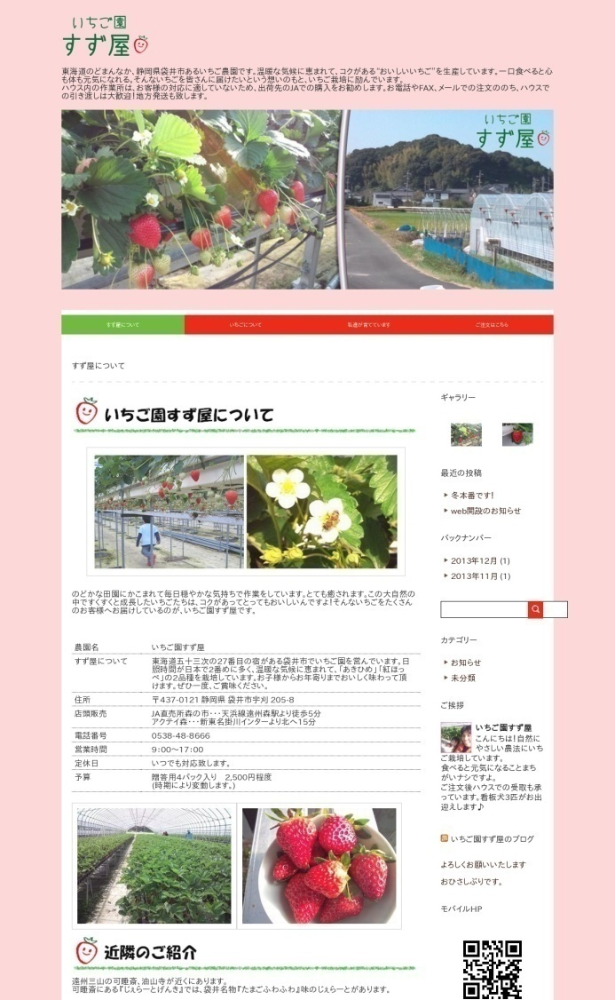 いちご園
すず屋
東海道のどまんなか、静岡県袋井市あるいちご農園です。温暖な気候に恵まれて、コクがある"おいしいいちご"を生産しています。一口食べると心
も体も元気になれる。そんないちごを皆さんに届けたいという想いのもと、いちご栽培に励んでいます。
ハウス内の作業所は、お客様の対応に適していないため、出荷先のJAでの購入をお勧めします。お電話やFAX、メールでの注文ののち、ハウスで
の引き渡しは大歓迎!地方発送も致します。
いちご園
すず屋
すず屋について
いちごについて
私達が育てています
ご注文はこちら
すず屋について
いちご園すず屋について
のどかな田園にかこまれて毎日穏やかな気持ちで作業をしています。とても癒されます。この大自然の
中ですくすくと成長したいちごたちは、コクがあってとってもおいしいんですよ!そんないちごをたくさん
のお客様へお届けしているのが、いちご園すず屋です。
農園名 いちご園すず屋
すず屋について 東海道五十三次の27番目の宿がある袋井市でいちご園を営んでいます。日
照時間が日本で2番めに多く、温暖な気候に恵まれて、「あきひめ」「紅ほっ
ぺ」の2品種を栽培しています。お子様からお年寄りまでおいしく味わって頂
けます。ぜひ一度、ご賞味ください。
住所 〒437-0121 静岡県 袋井市宇刈 205-8
店頭販売 JA直売所森の市・・・天浜線遠州森駅より徒歩5分
アクティ森・・・新東名掛川インターより北へ15分
電話番号 0538-48-8666
営業時間 9:00～17:00
定休日 いつでも対応致します。
予算 贈答用4パック入り 2,500円程度
(時期により変動します。)
近隣のご紹介
遠州三山の可睡斎、油山寺が近くにあります。
可睡斎にある『じぇらーとげんき』では、袋井名物『たまごふわふわ』味のじぇらーとがあります。
ギャラリー
最近の投稿
冬本番です!
web開設のお知らせ
バックナンバー
2013年12月 (1)
2013年11月 (1)
カテゴリー
お知らせ
未分類
ご挨拶
いちご園すず屋
こんにちは!自然に
やさしい農法にいち
ご栽培しています。
食べると元気になることまち
がいナシですよ。
ご注文後ハウスでの受取も承
っています。看板犬3匹がお出
迎えします♪
いちご園すず屋のブログ
よろしくお願いいたします
おひさしぶりです。
モバイルHP